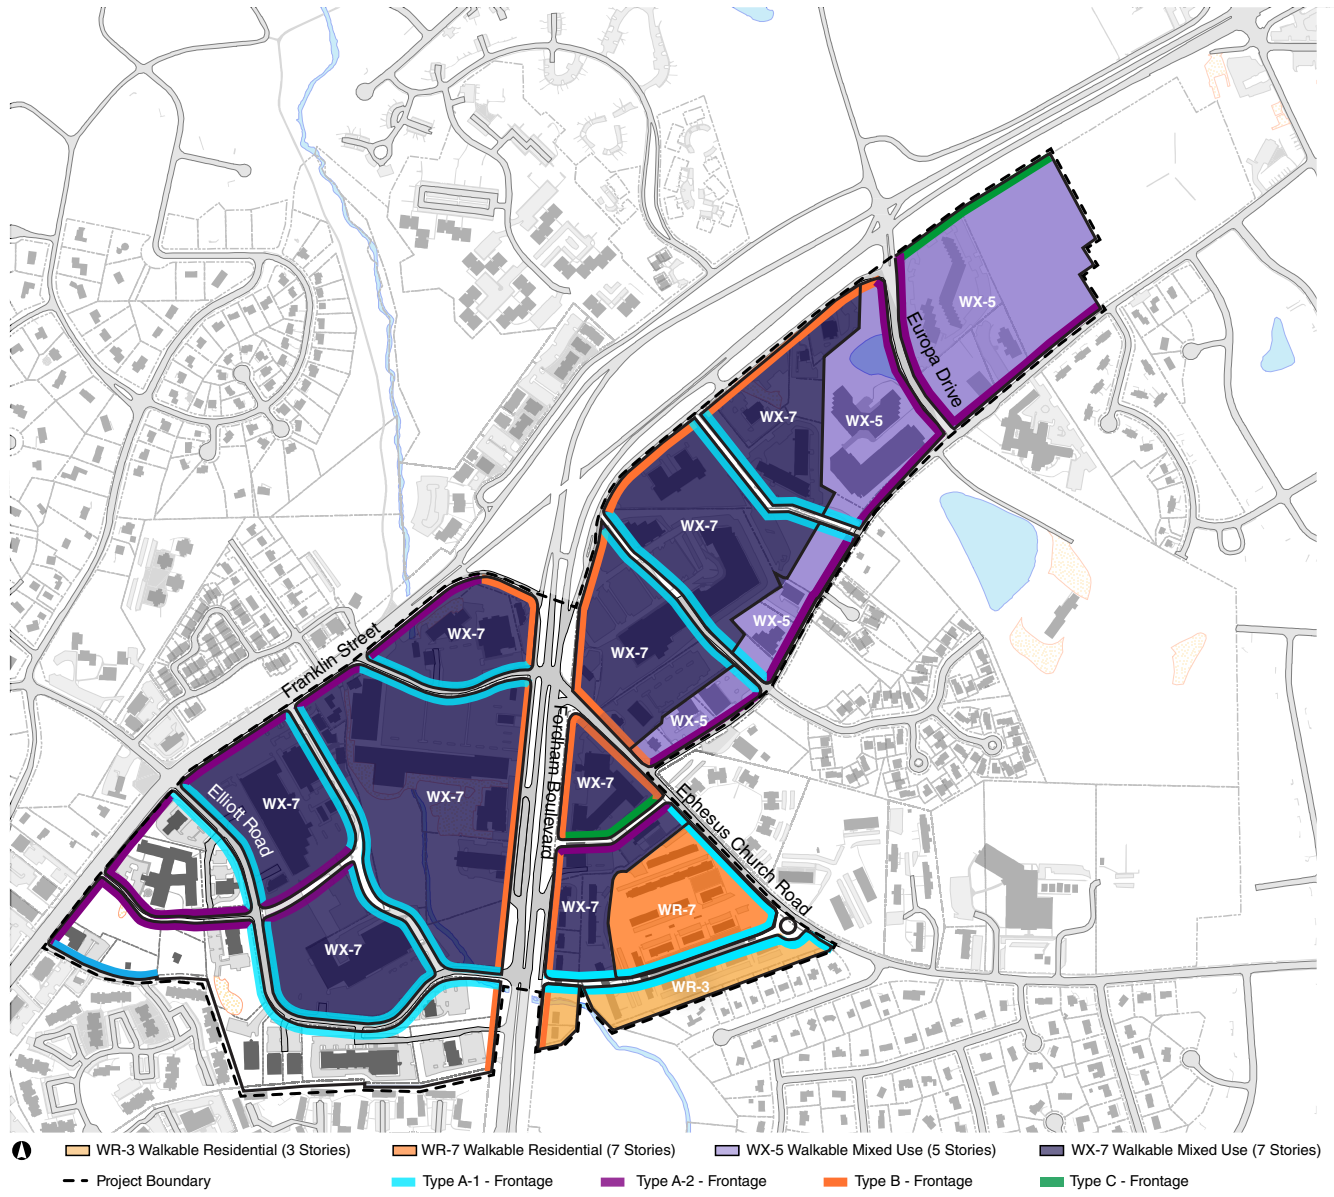 WX-5
Europa Drive
WX-7
WX-5
WX-7
WX-5
WX-7
WX-7
Franklin Street
WX-5
Fordham Boulevard
WX-7
WX-7
WX-7
Elliott Road
Ephesus Church Road
WX-7
WR-7
WX-7
WR-3
WR-3 Walkable Residential (3 Stories)
WR-7 Walkable Residential (7 Stories)
WX-5 Walkable Mixed Use (5 Stories)
WX-7 Walkable Mixed Use (7 Stories)
Project Boundary
Type A-1 - Frontage
Type A-2 - Frontage
Type B - Frontage
Type C - Frontage